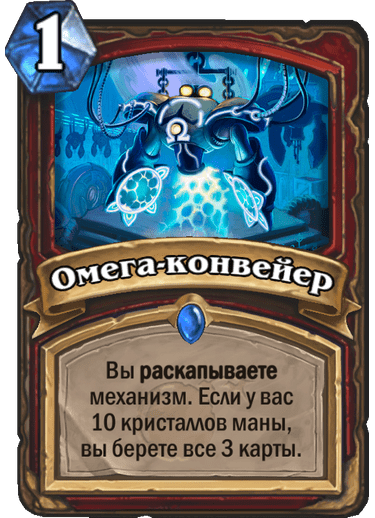 1
Омега-конвейер
Вы раскапываете
механизм. Если у вас
10 кристаллов маны,
вы берете все 3 карты.